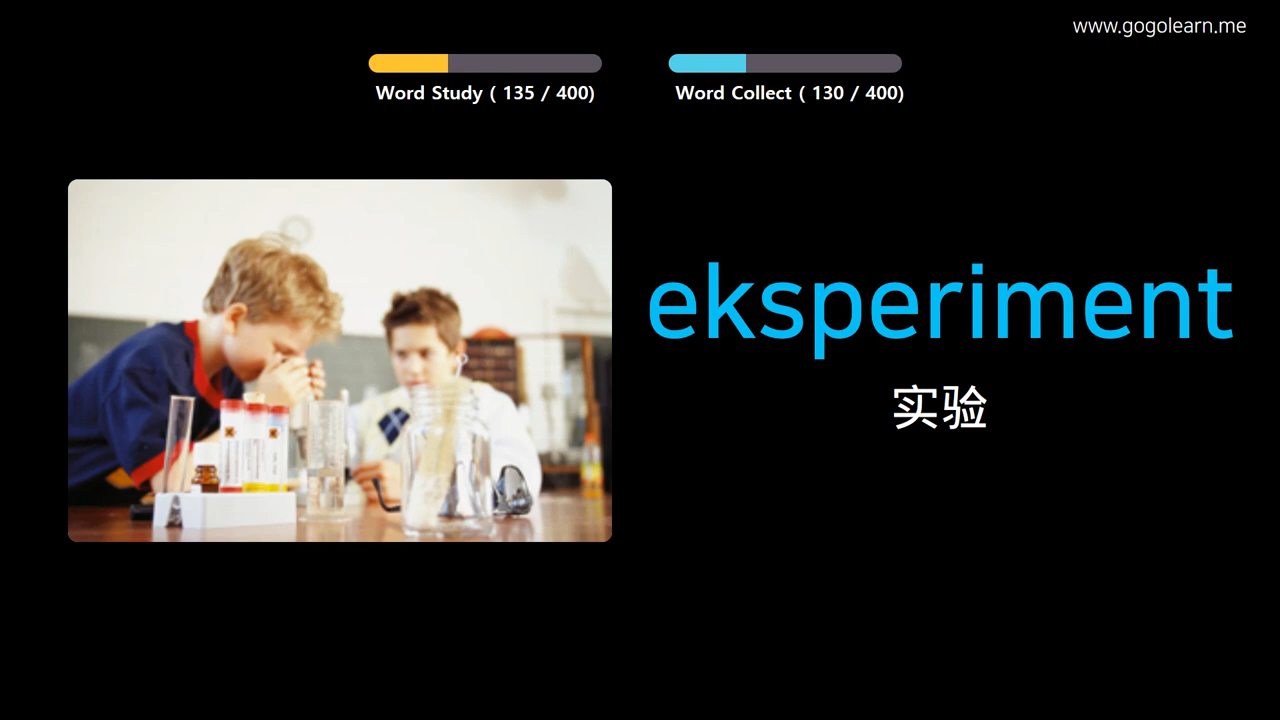 www.gogolearn.me
Word Study ( 135 / 400)
Word Collect ( 130 / 400)
eksperiment
实验